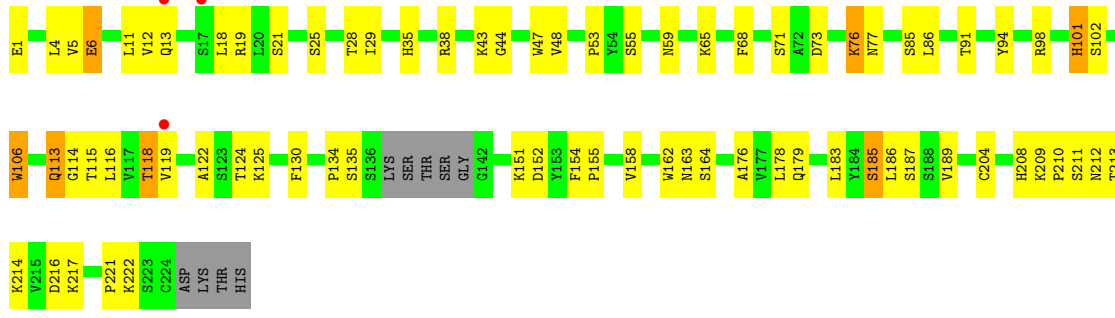 E1 L4 V5 E6 L11 V12 Q13 S17 L18 R19 L20 S21 S25 T28 I29 H35 R38 K43 G44 W47 V48 P53 Y54 S55 N59 K65 F68 S71 A72 D73 K76 N77 S85 L86 T91 Y94 R98 H101 S102
W106 Q113 G114 T115 L116 V117 T118 V119 A122 S123 T124 K125 F130 P134 S135 S136 LYS SER THR SER GLY G142 K151 D152 Y153 F154 P155 V158 W162 N163 S164 A176 V177 L178 Q179 L183 Y184 S185 L186 S187 S188 V189 C204 H208 K209 P210 S211 N212 T213
K214 V215 D216 K217 P221 K222 S223 C224 ASP LYS THR HIS